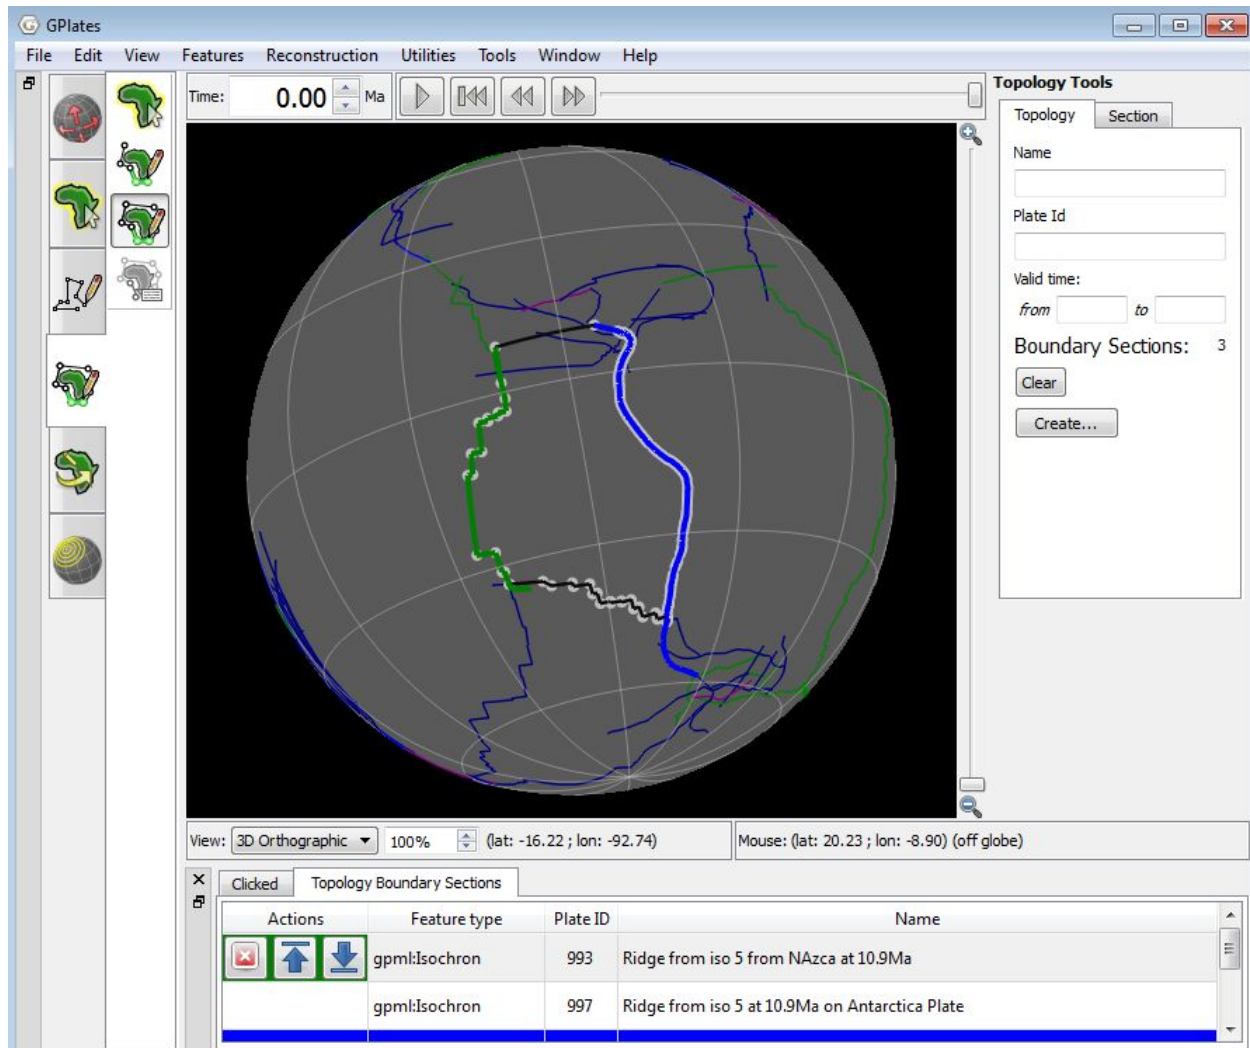 GPlates
File Edit View Features Reconstruction Utilities Tools Window Help
Time: 0.00 Ma
Topology Tools
Topology Section
Name
Plate Id
Valid time:
from to
Boundary Sections: 3
Clear
Create...
View: 3D Orthographic 100% (lat: -16.22 ; lon: -92.74) Mouse: (lat: 20.23 ; lon: -8.90) (off globe)
Clicked Topology Boundary Sections
Actions Feature type Plate ID Name
gpml:Isochron 993 Ridge from iso 5 from NAzca at 10.9Ma
gpml:Isochron 997 Ridge from iso 5 at 10.9Ma on Antarctica Plate